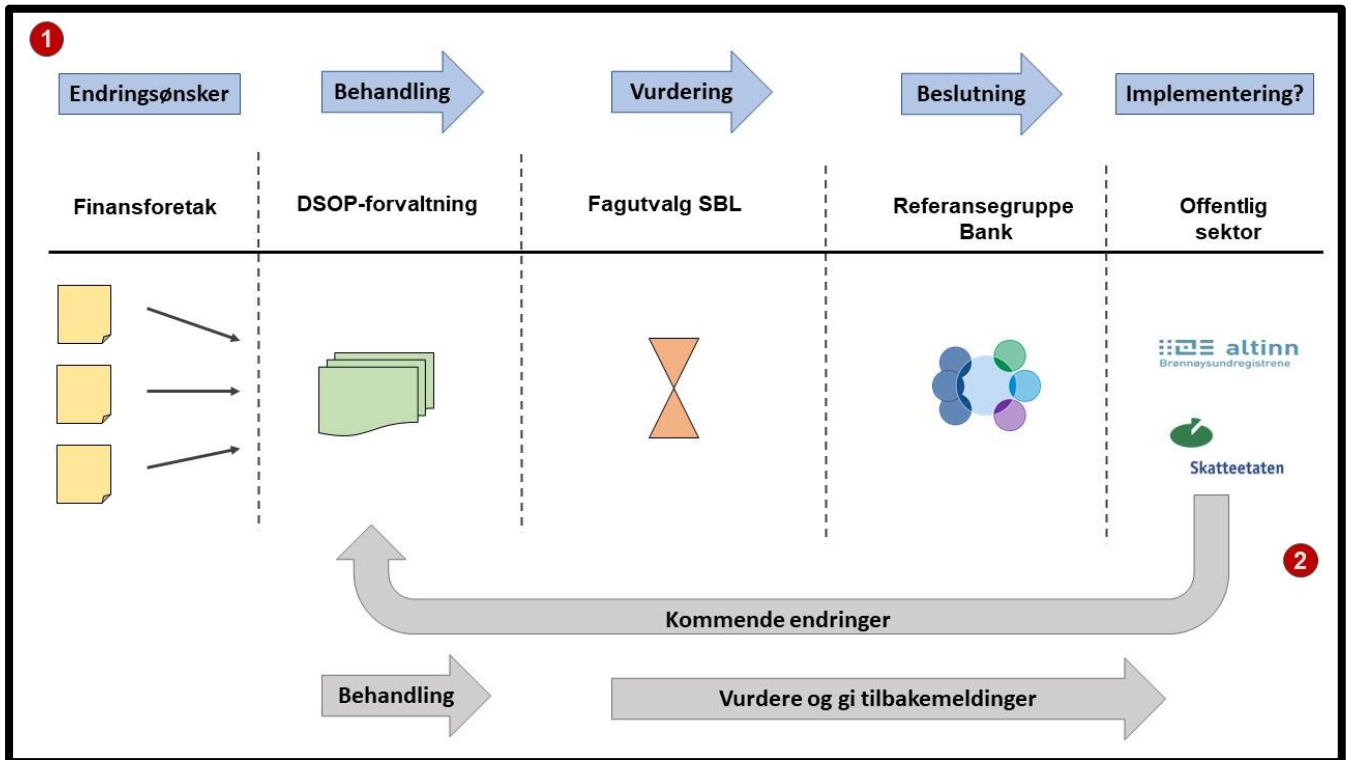 1
Endringsønsker
Behandling
Vurdering
Beslutning
Implementering?
Finansforetak
DSOP-forvaltning
Fagutvalg SBL
Referansegruppe
Bank
Offentlig
sektor
altinn
Brønnøysundregistrene
Skatteetaten
2
Kommende endringer
Behandling
Vurdere og gi tilbakemeldinger